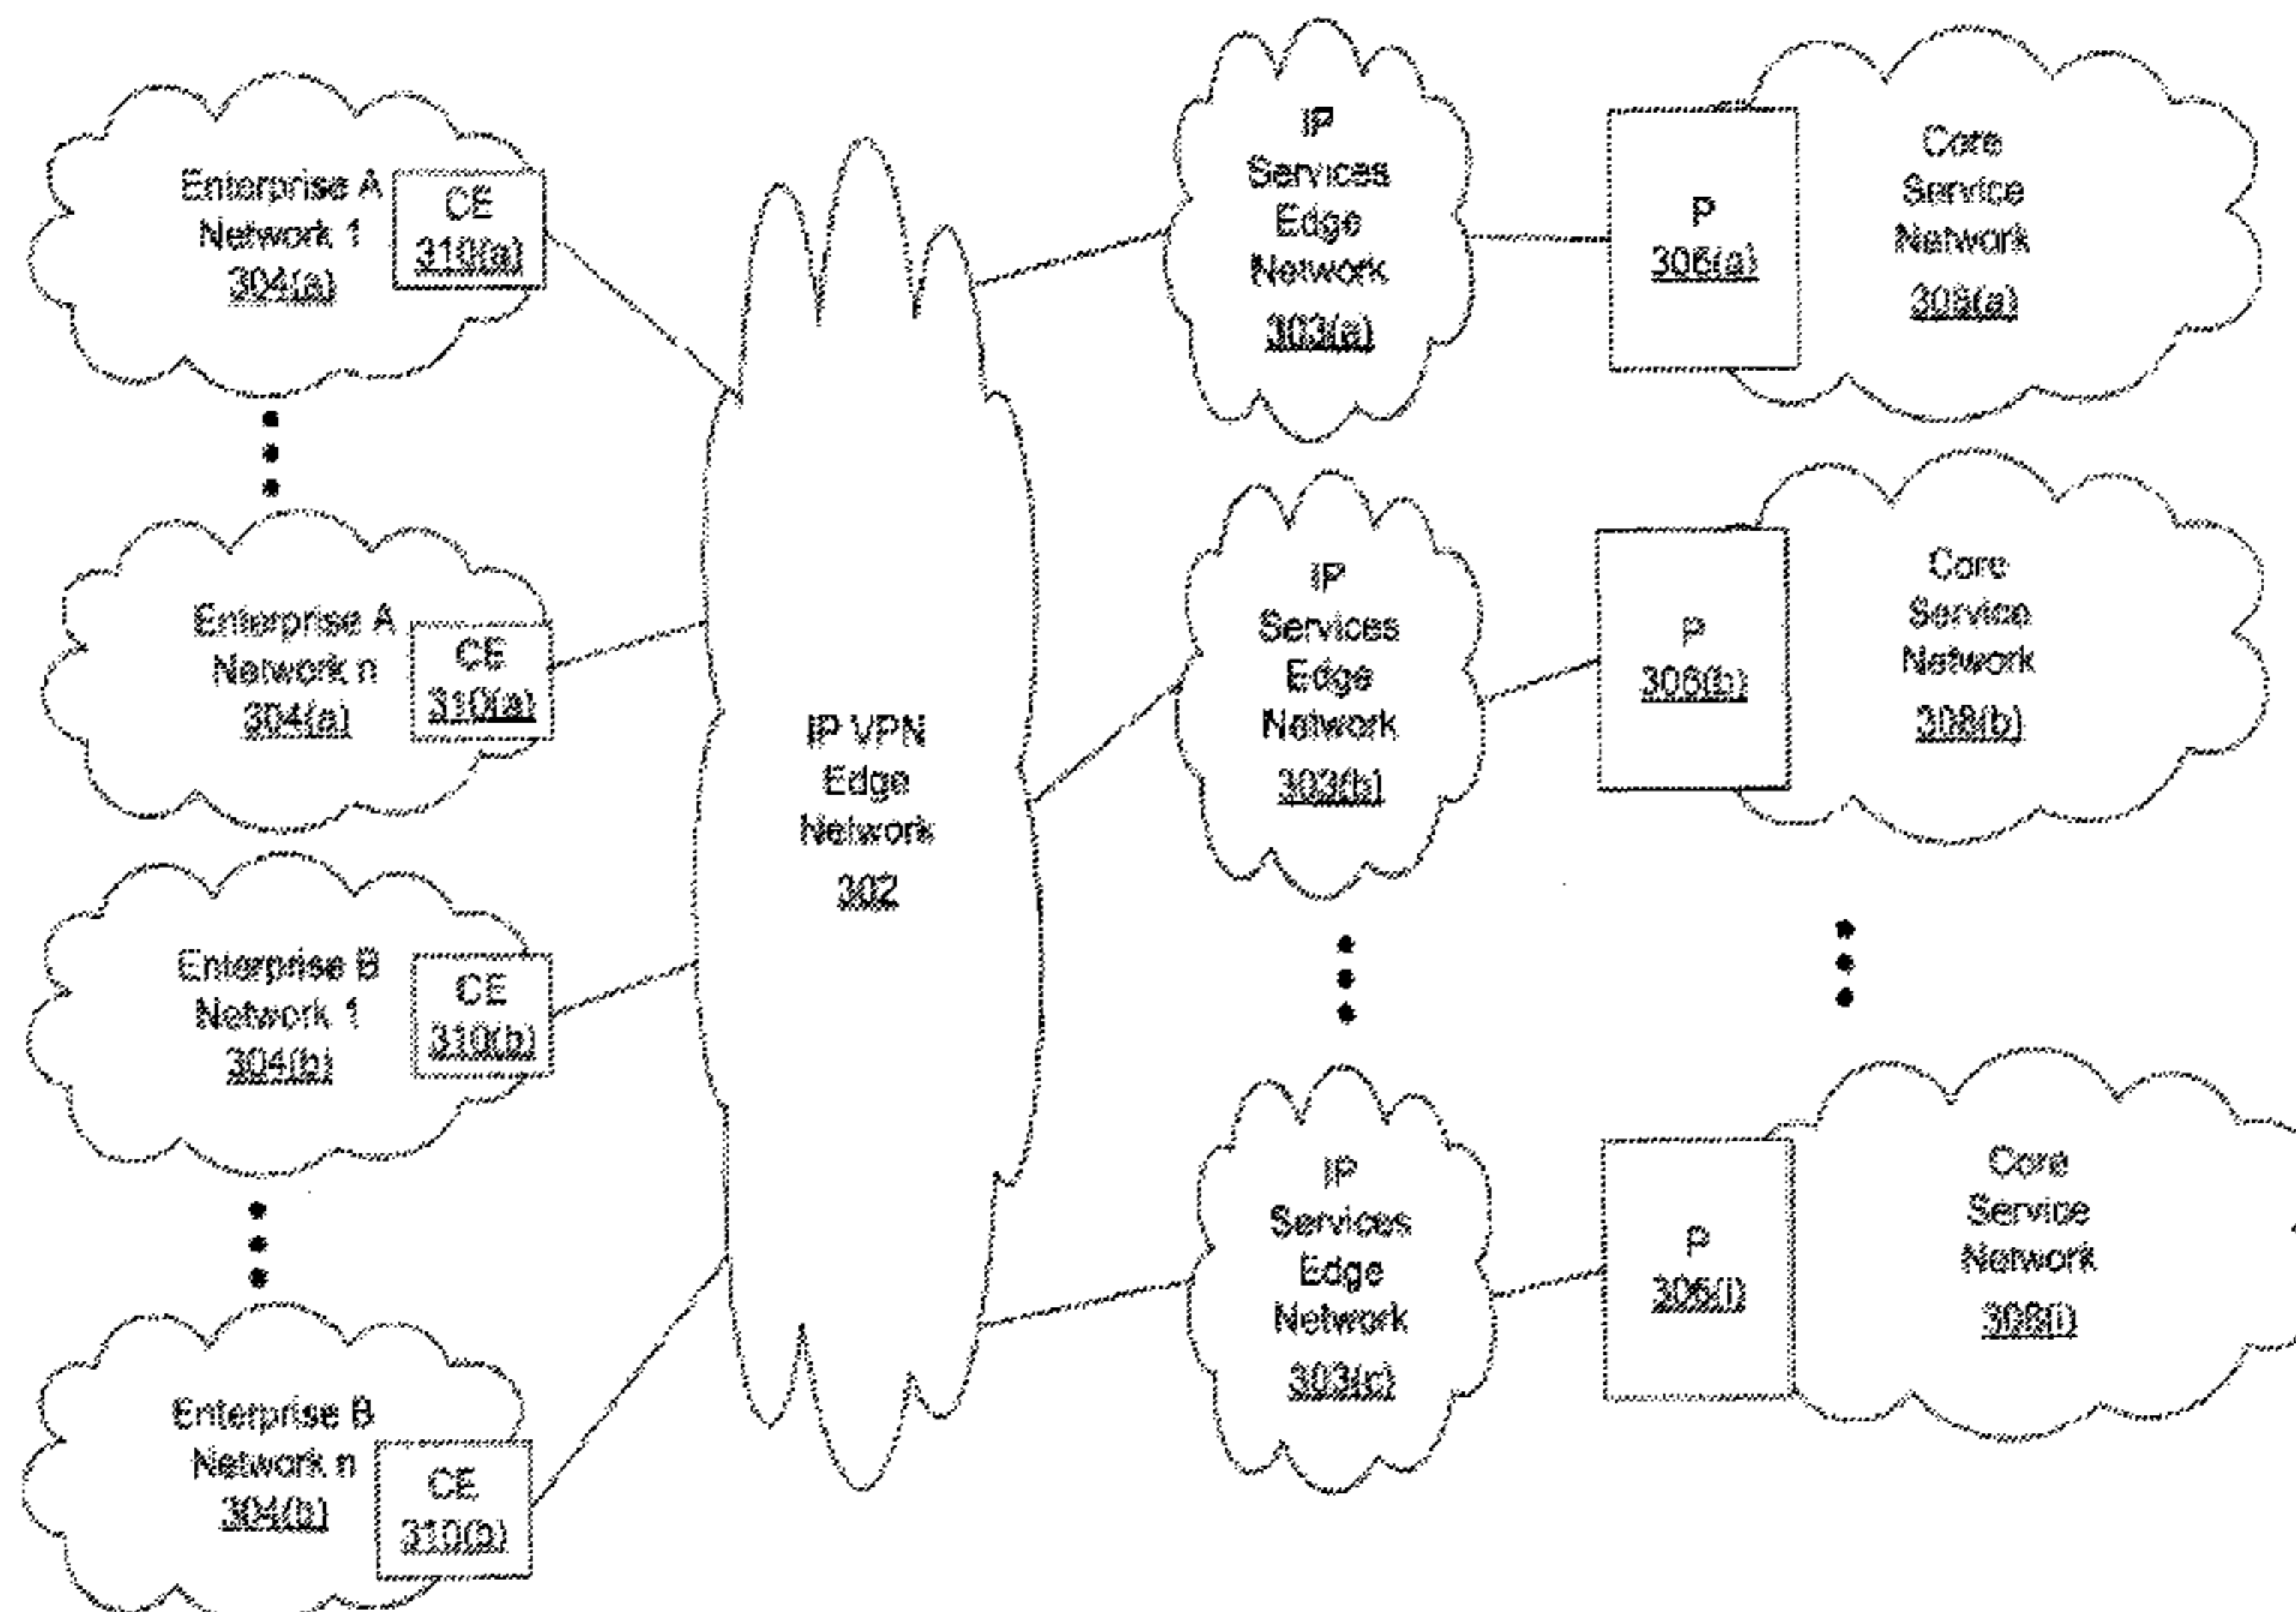 Enterprise A
Network 1
304(a)
CE
310(a)
Enterprise A
Network n
304(a)
CE
310(a)
Enterprise B
Network 1
304(b)
CE
310(b)
Enterprise B
Network n
304(b)
CE
310(b)
IP VPN
Edge
Network
302
IP
Services
Edge
Network
303(a)
IP
Services
Edge
Network
303(b)
IP
Services
Edge
Network
303(c)
P
306(a)
Core
Service
Network
308(a)
P
306(b)
Core
Service
Network
308(b)
P
306(i)
Core
Service
Network
308(i)